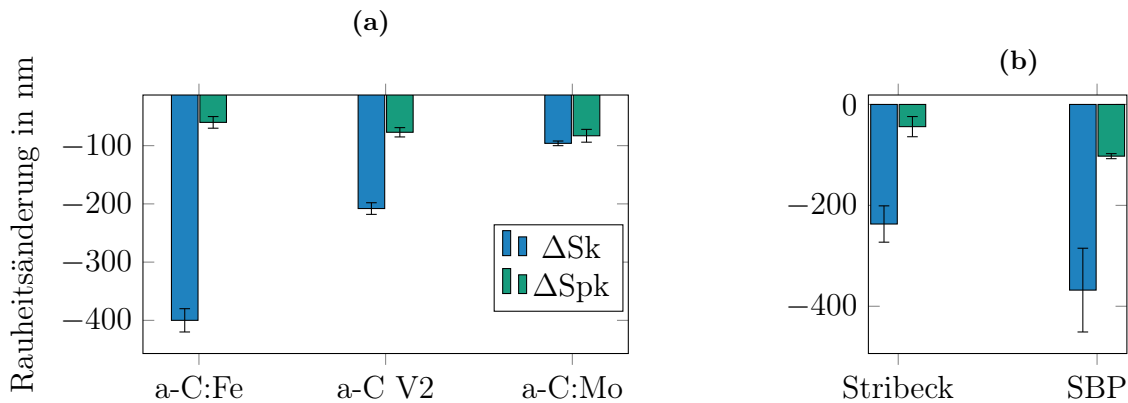 (a)
(b)
Rauheitsänderung in nm
−100
−200
−300
−400
ΔSk
ΔSpk
a-C:Fe
a-C V2
a-C:Mo
0
−200
−400
Stribeck
SBP